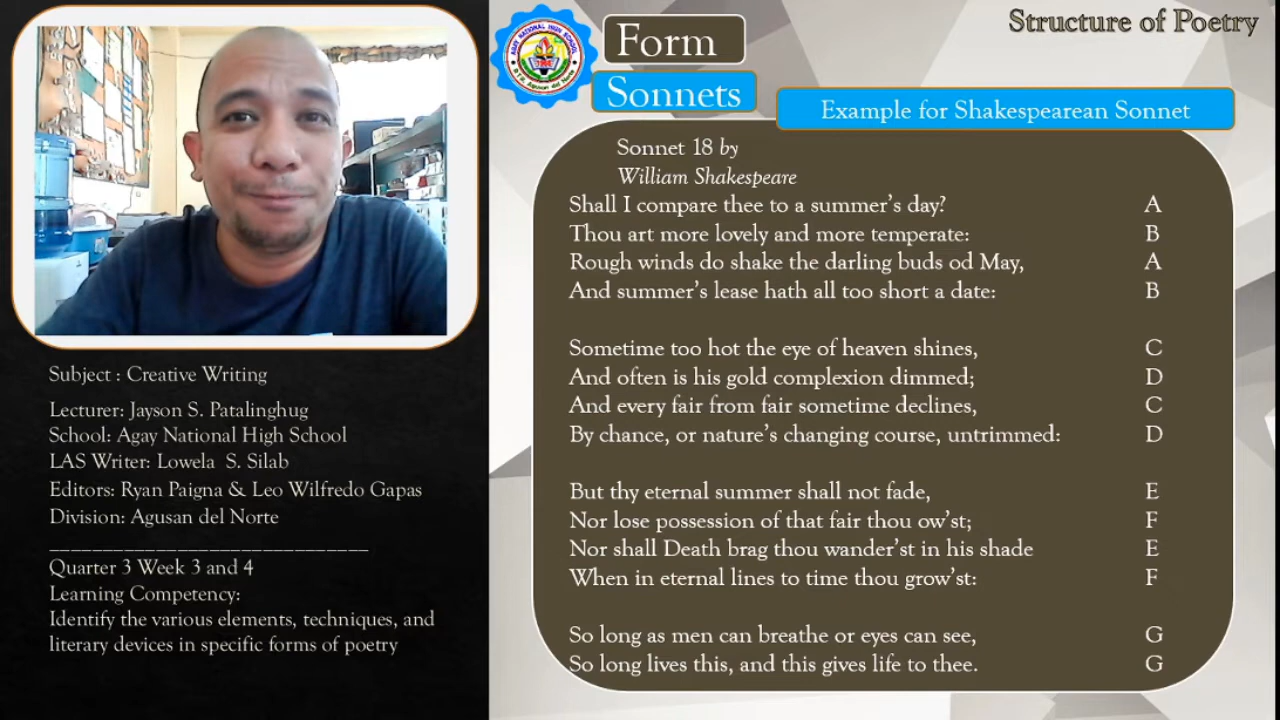 Structure of Poetry
Form
Sonnets
AGAY NATIONAL HIGH SCHOOL
Example for Shakespearean Sonnet
Sonnet 18 by
William Shakespeare
Shall I compare thee to a summer's day? A
Thou art more lovely and more temperate: B
Rough winds do shake the darling buds od May, A
And summer's lease hath all too short a date: B
Sometime too hot the eye of heaven shines, C
And often is his gold complexion dimmed; D
And every fair from fair sometime declines, C
By chance, or nature's changing course, untrimmed: D
But thy eternal summer shall not fade, E
Nor lose possession of that fair thou ow'st; F
Nor shall Death brag thou wander'st in his shade E
When in eternal lines to time thou grow'st: F
So long as men can breathe or eyes can see, G
So long lives this, and this gives life to thee. G
Subject : Creative Writing
Lecturer: Jayson S. Patalinghug
School: Agay National High School
LAS Writer: Lowela S. Silab
Editors: Ryan Paigna & Leo Wilfredo Gapas
Division: Agusan del Norte
______________________________
Quarter 3 Week 3 and 4
Learning Competency:
Identify the various elements, techniques, and
literary devices in specific forms of poetry